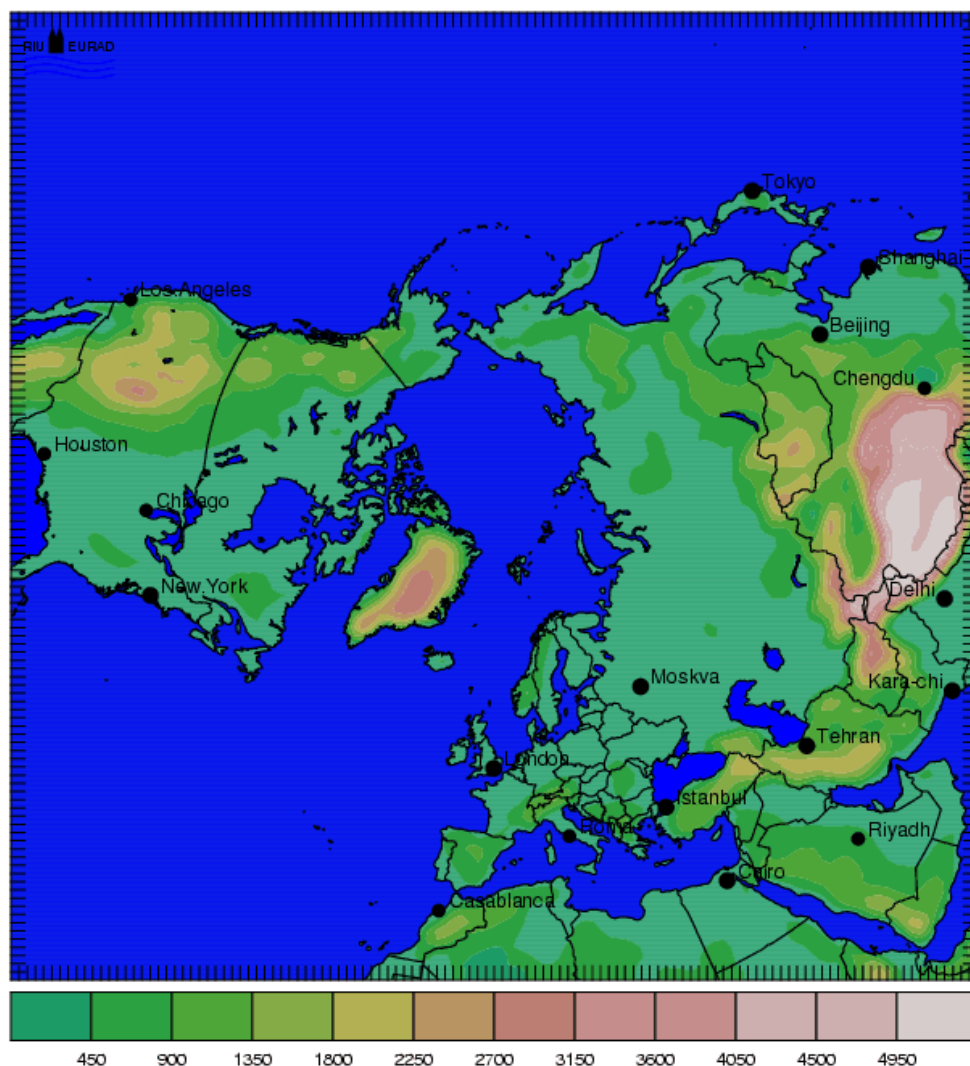 RIU EURAD
Tokyo
Shanghai
Los.Angeles
Beijing
Chengdu
Houston
Chicago
New.York
Delhi
Moskva
Kara-chi
Tehran
London
Istanbul
Roma
Riyadh
Cairo
Casablanca
450 900 1350 1800 2250 2700 3150 3600 4050 4500 4950